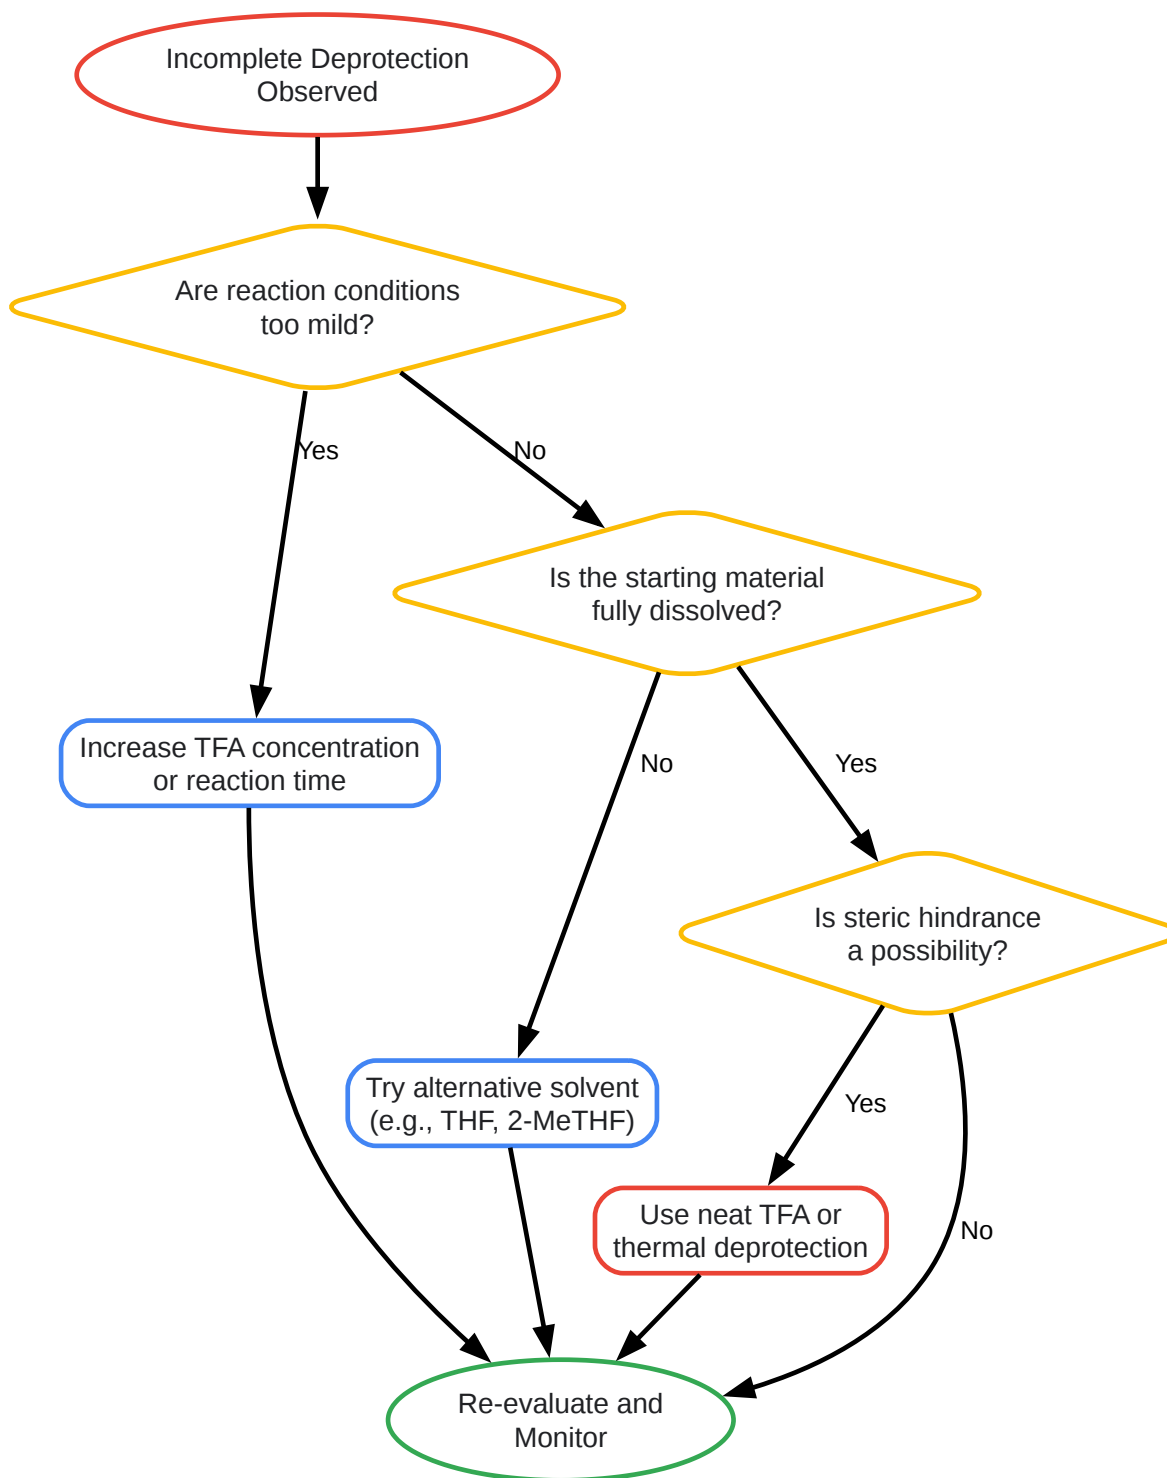 Incomplete Deprotection
Observed
Are reaction conditions
too mild?
Yes
No
Is the starting material
fully dissolved?
Increase TFA concentration
or reaction time
No
Yes
Is steric hindrance
a possibility?
Try alternative solvent
(e.g., THF, 2-MeTHF)
Yes
Use neat TFA or
thermal deprotection
No
Re-evaluate and
Monitor